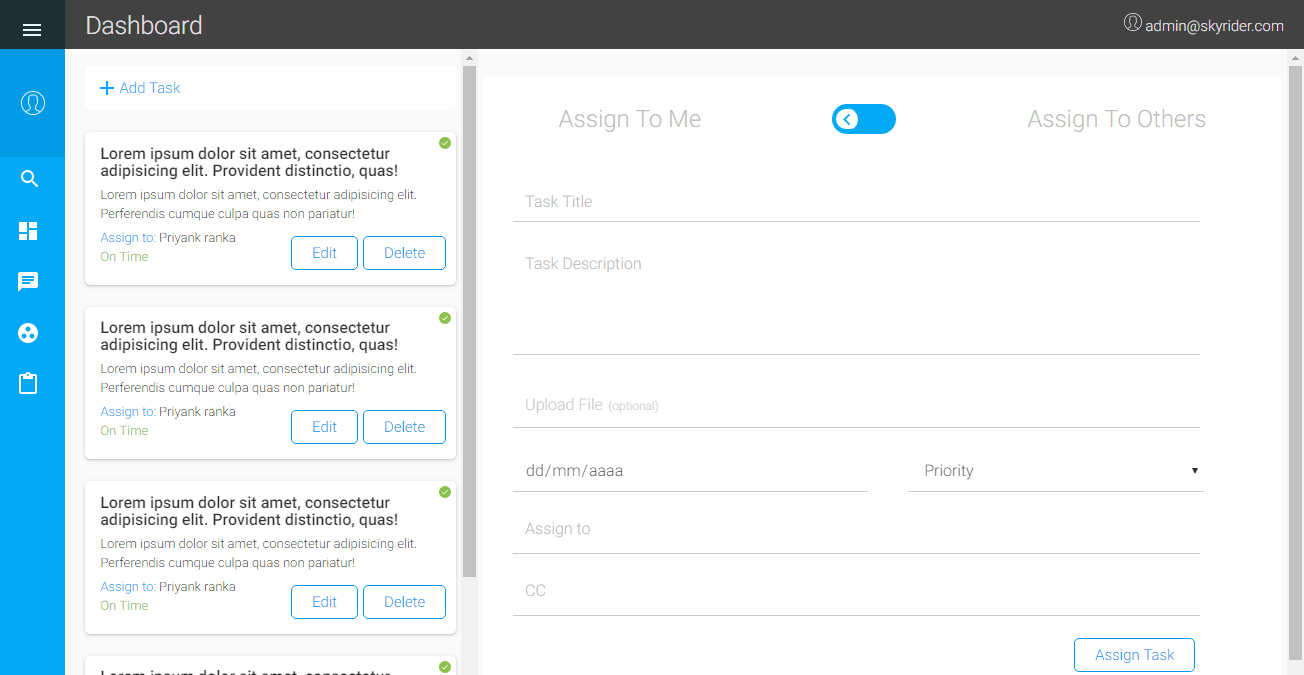 Dashboard
admin@skyrider.com
+ Add Task
Lorem ipsum dolor sit amet, consectetur
adipisicing elit. Provident distinctio, quas!
Lorem ipsum dolor sit amet, consectetur adipisicing elit.
Perferendis cumque culpa quas non pariatur!
Assign to: Priyank ranka
On Time
Edit
Delete
Lorem ipsum dolor sit amet, consectetur
adipisicing elit. Provident distinctio, quas!
Lorem ipsum dolor sit amet, consectetur adipisicing elit.
Perferendis cumque culpa quas non pariatur!
Assign to: Priyank ranka
On Time
Edit
Delete
Lorem ipsum dolor sit amet, consectetur
adipisicing elit. Provident distinctio, quas!
Lorem ipsum dolor sit amet, consectetur adipisicing elit.
Perferendis cumque culpa quas non pariatur!
Assign to: Priyank ranka
On Time
Edit
Delete
Lorem ipsum dolor sit amet, consectetur
Assign To Me
Assign To Others
Task Title
Task Description
Upload File (optional)
dd/mm/aaaa
Priority
Assign to
CC
Assign Task